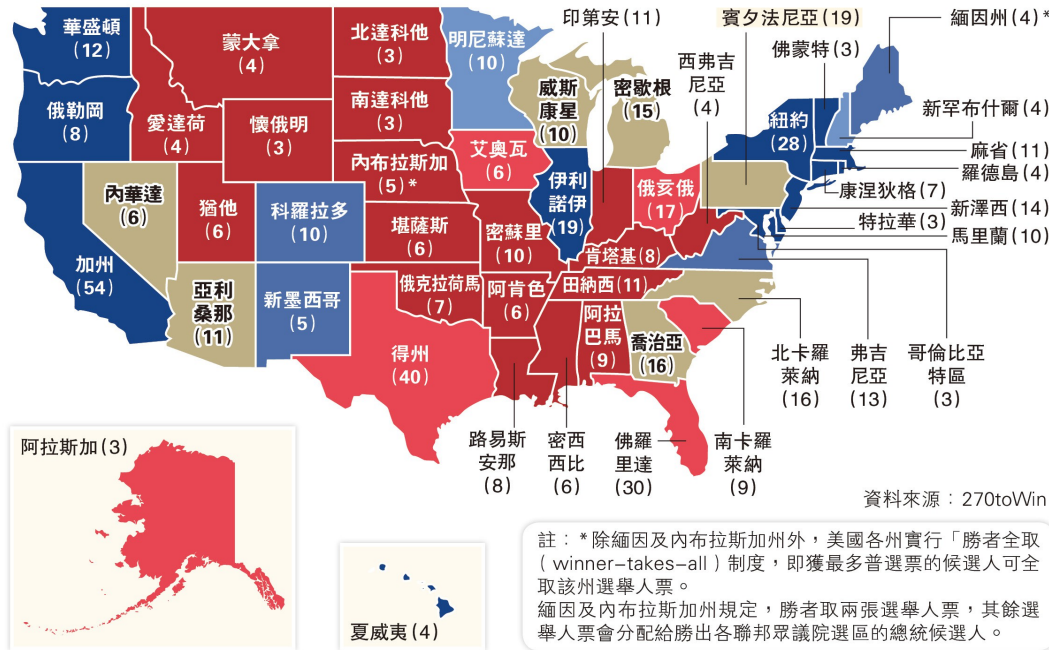 印第安(11)
賓夕法尼亞(19)
緬因州(4)*
華盛頓
(12)
蒙大拿
(4)
北達科他
(3)
明尼蘇達
(10)
佛蒙特(3)
西弗吉
尼亞
(4)
威斯
康星
(10)
密歇根
(15)
俄勒岡
(8)
愛達荷
(4)
懷俄明
(3)
南達科他
(3)
紐約
(28)
新罕布什爾(4)
麻省(11)
羅德島(4)
康涅狄格(7)
艾奧瓦
(6)
內布拉斯加
(5)*
伊利
諾伊
(19)
俄亥俄
(17)
新澤西(14)
特拉華(3)
馬里蘭(10)
內華達
(6)
猶他
(6)
科羅拉多
(10)
堪薩斯
(6)
密蘇里
(10)
肯塔基(8)
加州
(54)
亞利
桑那
(11)
新墨西哥
(5)
俄克拉荷馬
(7)
阿肯色
(6)
田納西(11)
阿拉
巴馬
(9)
喬治亞
(16)
得州
(40)
北卡羅
萊納
(16)
弗吉
尼亞
(13)
哥倫比亞
特區
(3)
路易斯
安那
(8)
密西
西比
(6)
佛羅
里達
(30)
南卡羅
萊納
(9)
阿拉斯加(3)
夏威夷(4)
資料來源：270toWin
註：*除緬因及內布拉斯加州外，美國各州實行「勝者全取
（winner-takes-all）制度，即獲最多普選票的候選人可全
取該州選舉人票。
緬因及內布拉斯加州規定，勝者取兩張選舉人票，其餘選
舉人票會分配給勝出各聯邦眾議院選區的總統候選人。